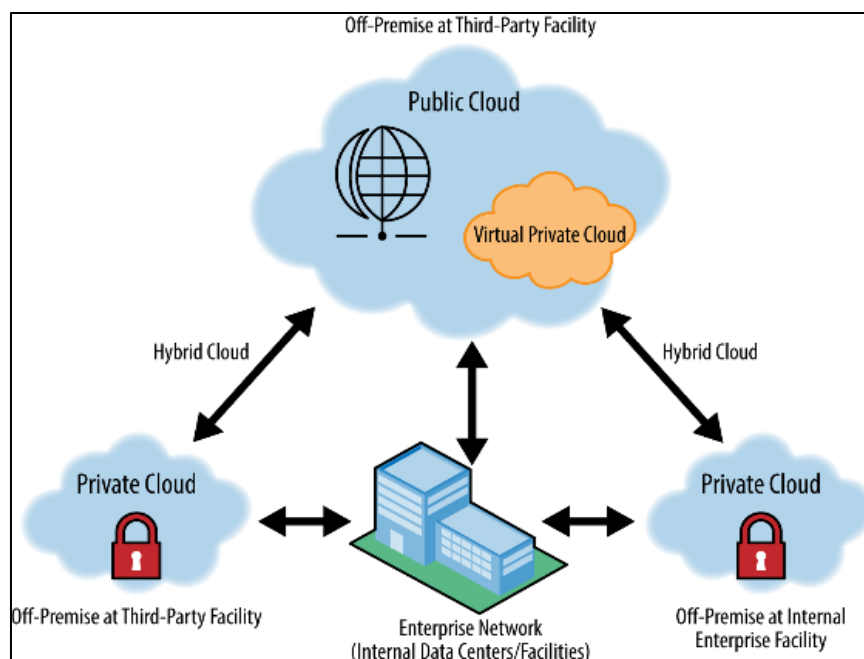 Off-Premise at Third-Party Facility
Public Cloud
Virtual Private Cloud
Hybrid Cloud
Hybrid Cloud
Private Cloud
Private Cloud
Off-Premise at Third-Party Facility
Enterprise Network
(Internal Data Centers/Facilities)
Off-Premise at Internal
Enterprise Facility